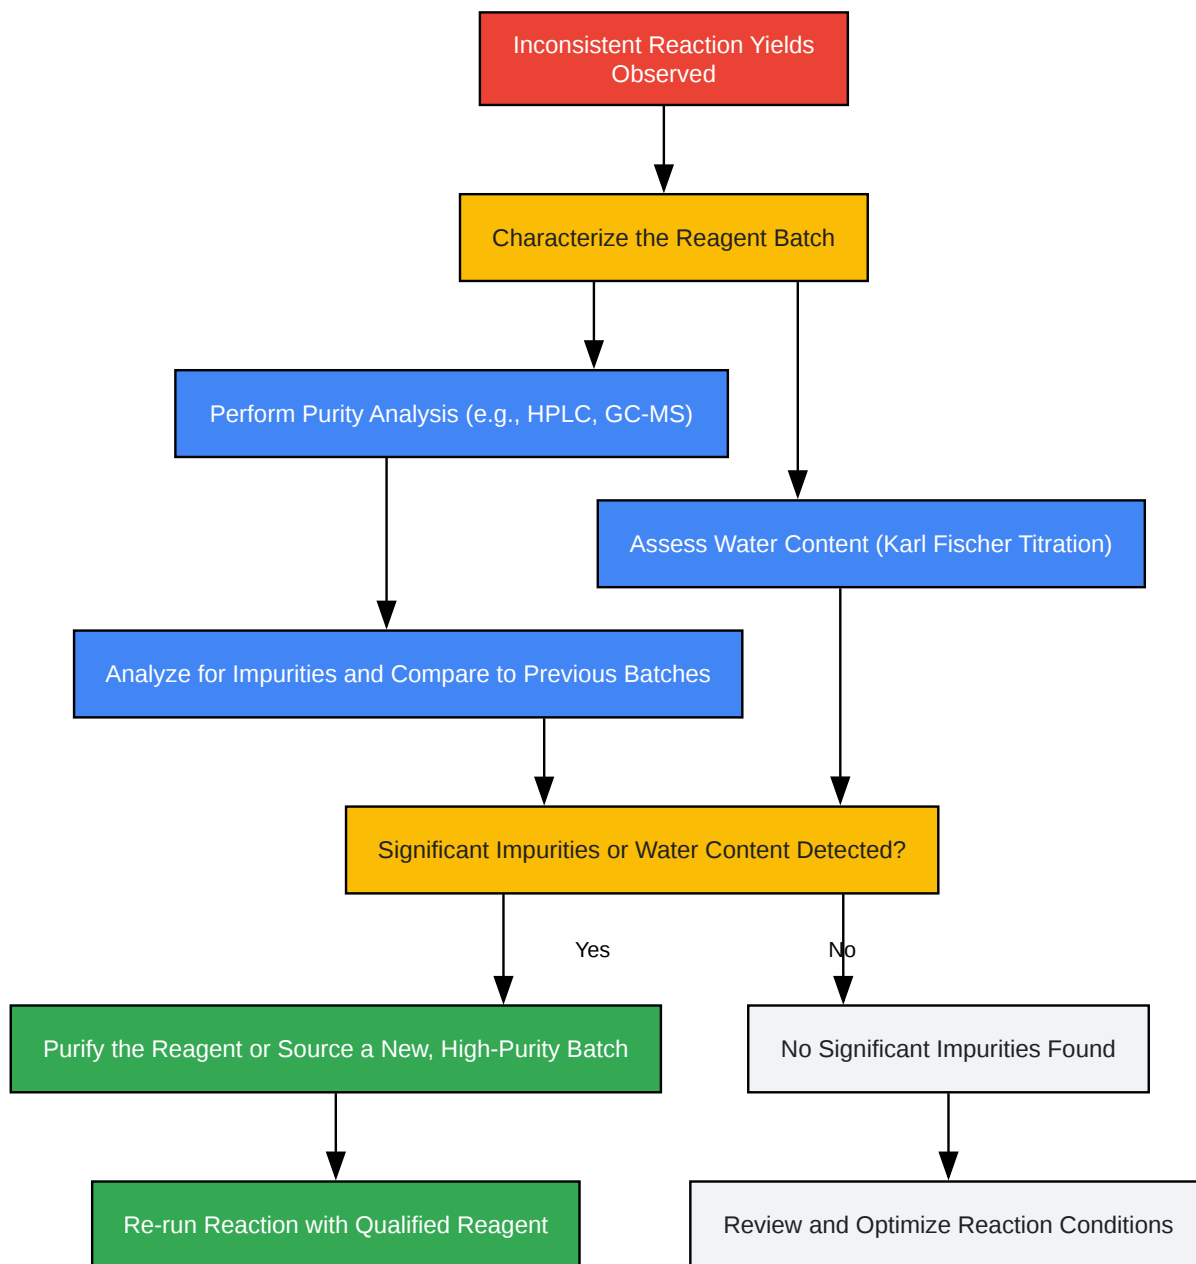 Inconsistent Reaction Yields
Observed
Characterize the Reagent Batch
Perform Purity Analysis (e.g., HPLC, GC-MS)
Assess Water Content (Karl Fischer Titration)
Analyze for Impurities and Compare to Previous Batches
Significant Impurities or Water Content Detected?
Yes
No
Purify the Reagent or Source a New, High-Purity Batch
No Significant Impurities Found
Re-run Reaction with Qualified Reagent
Review and Optimize Reaction Conditions